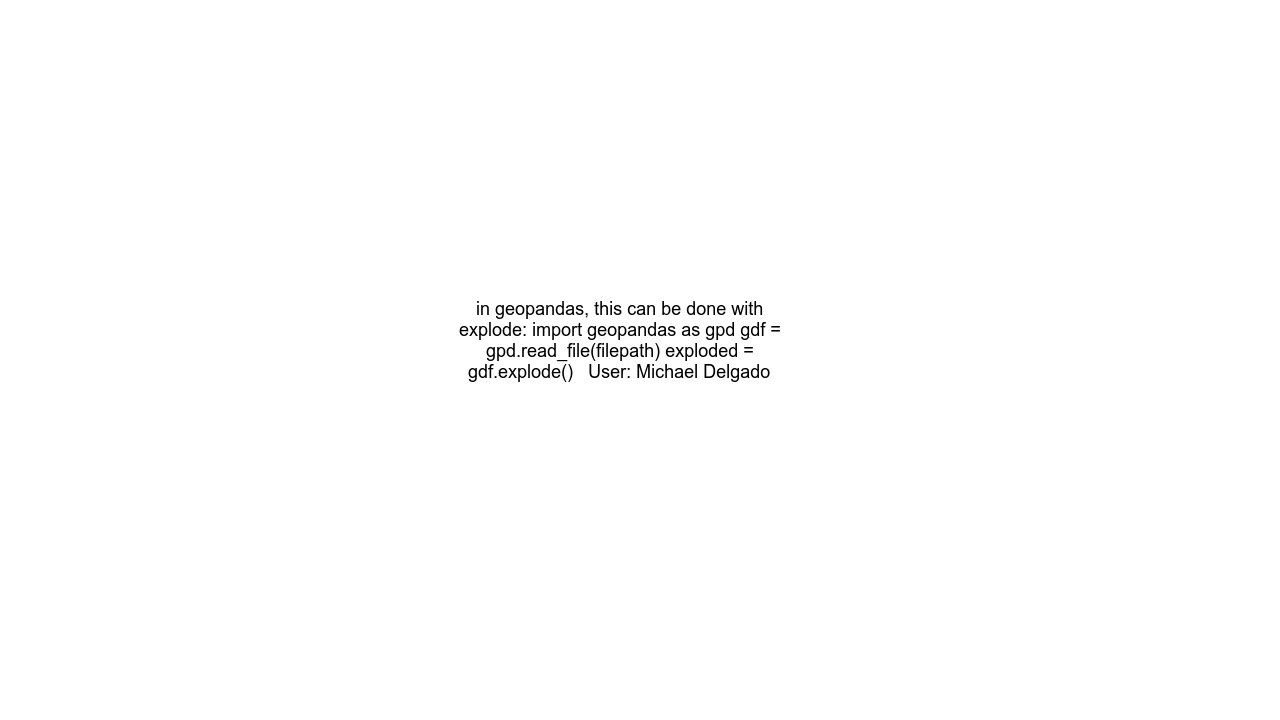 in geopandas, this can be done with
explode: import geopandas as gpd gdf =
gpd.read_file(filepath) exploded =
gdf.explode()   User: Michael Delgado